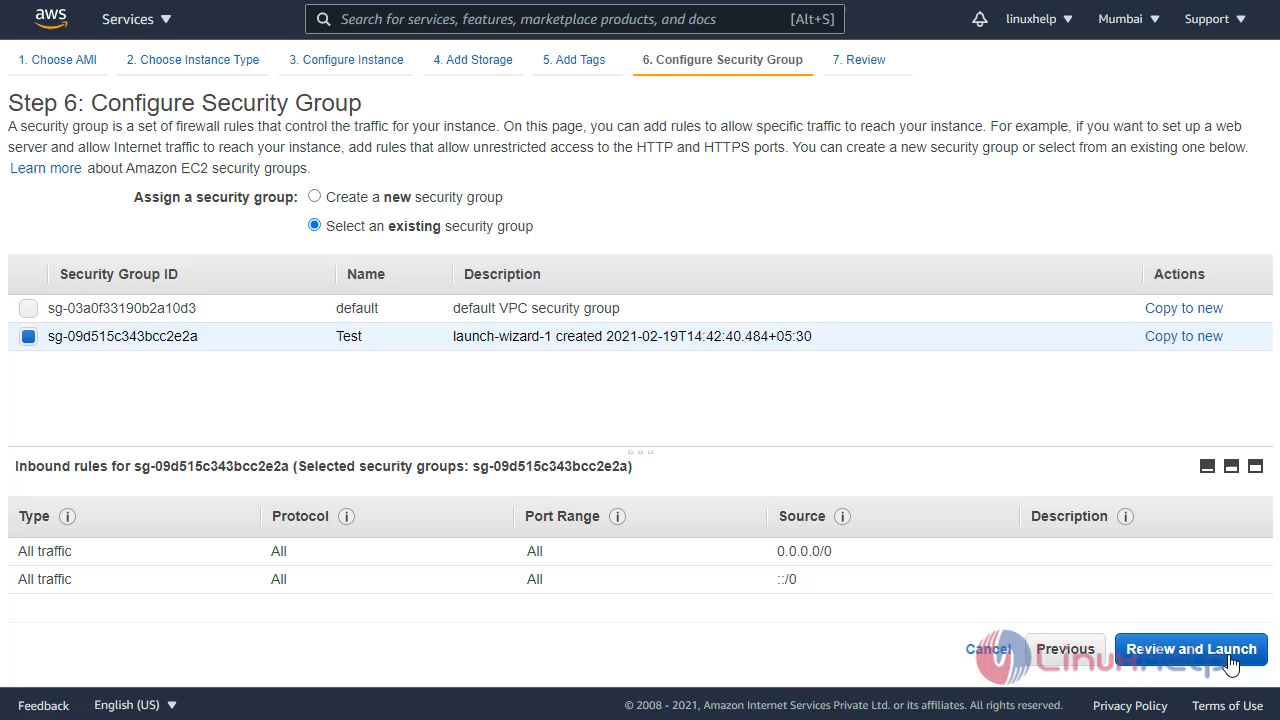 aws Services Search for services, features, marketplace products, and docs [Alt+S] linuxhelp Mumbai Support
1. Choose AMI 2. Choose Instance Type 3. Configure Instance 4. Add Storage 5. Add Tags 6. Configure Security Group 7. Review
Step 6: Configure Security Group
A security group is a set of firewall rules that control the traffic for your instance. On this page, you can add rules to allow specific traffic to reach your instance. For example, if you want to set up a web
server and allow Internet traffic to reach your instance, add rules that allow unrestricted access to the HTTP and HTTPS ports. You can create a new security group or select from an existing one below.
Learn more about Amazon EC2 security groups.
Assign a security group: Create a new security group
Select an existing security group
Security Group ID Name Description Actions
sg-03a0f33190b2a10d3 default default VPC security group Copy to new
sg-09d515c343bcc2e2a Test launch-wizard-1 created 2021-02-19T14:42:40.484+05:30 Copy to new
Inbound rules for sg-09d515c343bcc2e2a (Selected security groups: sg-09d515c343bcc2e2a)
Type Protocol Port Range Source Description
All traffic All All 0.0.0.0/0
All traffic All All ::/0
Cancel Previous Review and Launch
LinuxHelp
Feedback English (US) © 2008 - 2021, Amazon Internet Services Private Ltd. or its affiliates. All rights reserved. Privacy Policy Terms of Use